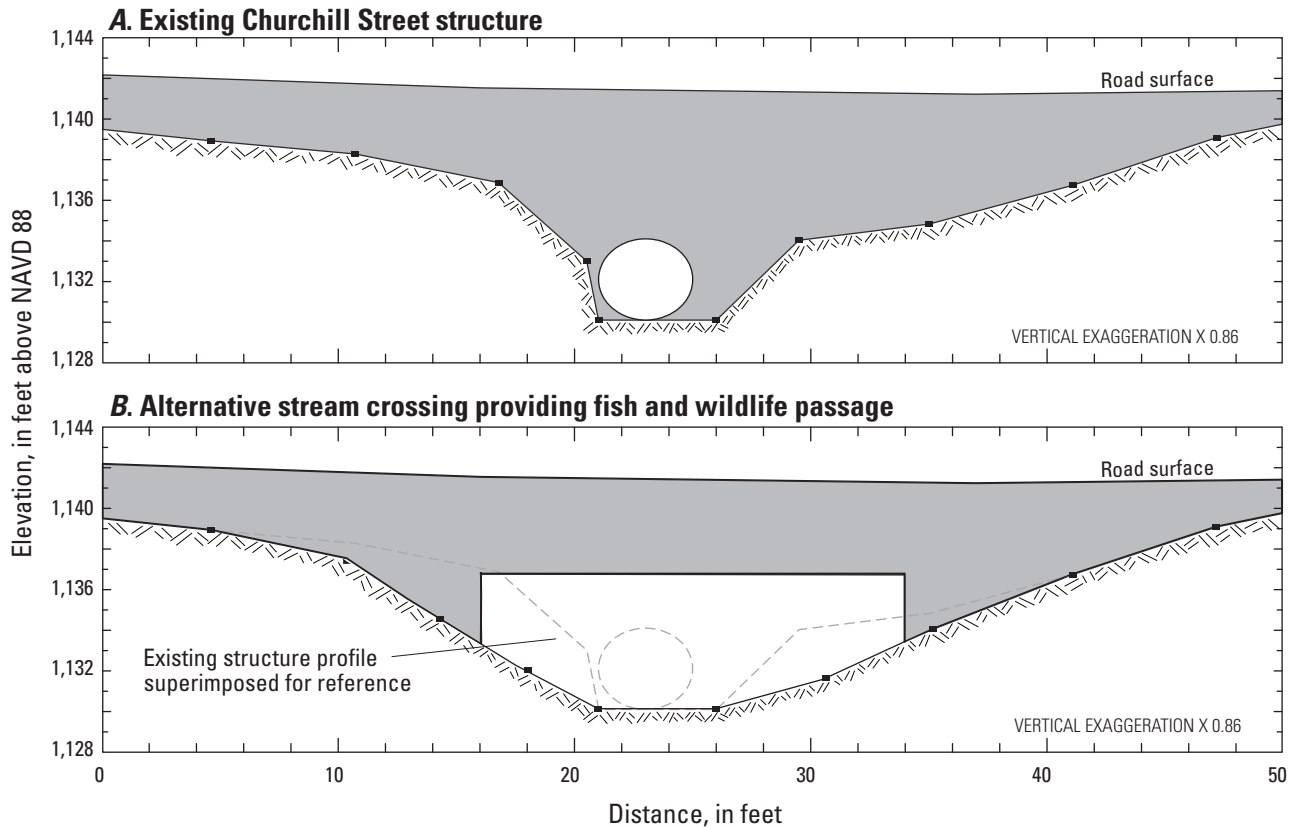 A. Existing Churchill Street structure
1,144
1,140
1,136
1,132
1,128
Road surface
VERTICAL EXAGGERATION X 0.86
Elevation, in feet above NAVD 88
B. Alternative stream crossing providing fish and wildlife passage
1,144
1,140
1,136
1,132
1,128
Road surface
Existing structure profile
superimposed for reference
VERTICAL EXAGGERATION X 0.86
0 10 20 30 40 50
Distance, in feet